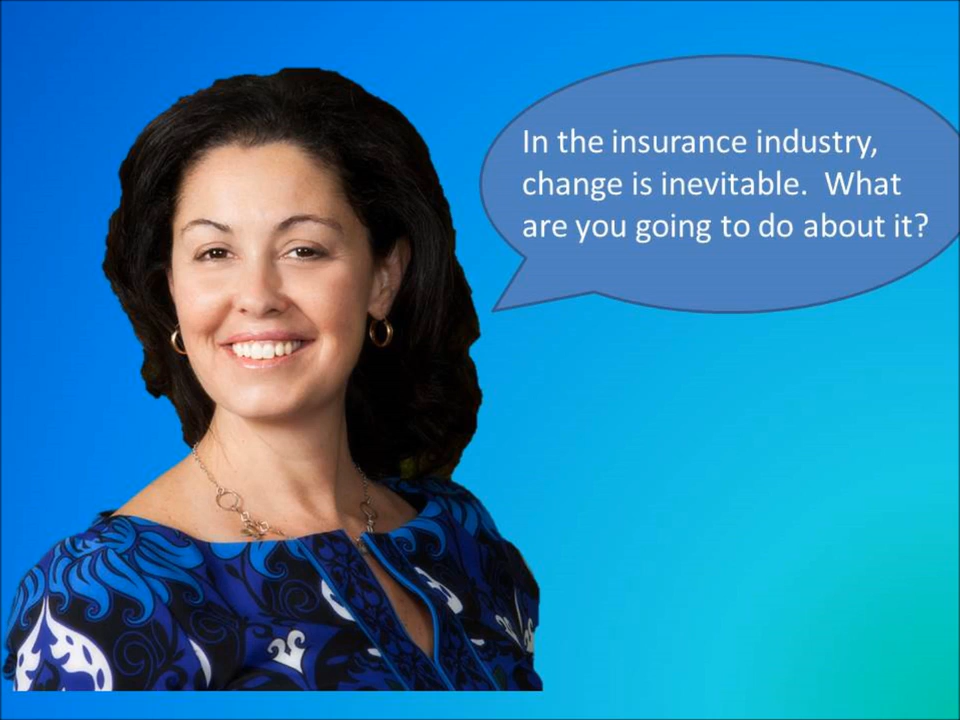 In the insurance industry,
change is inevitable.  What
are you going to do about it?